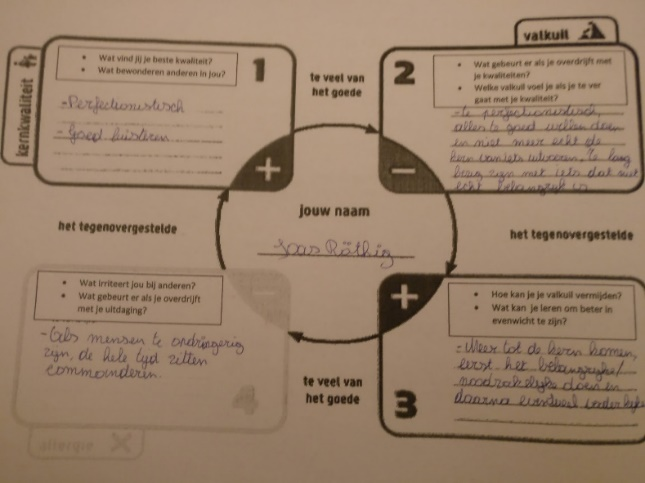 kernkwaliteit
• Wat vind jij je beste kwaliteit?
• Wat bewonderen anderen in jou?
1
- Perfectionistisch
- Goed luisteren
+
te veel van
het goede
valkuil
2
• Wat gebeurt er als je overdrijft met
je kwaliteiten?
• Welke valkuil voel je als je te ver
gaat met je kwaliteit?
- te perfectionistisch,
alles te goed willen doen
en niet meer echt de
kern van iets uitvoeren. Te lang
bezig zijn met iets dat niet
echt belangrijk is
−
het tegenovergestelde
jouw naam
Joas Röthig
het tegenovergestelde
• Wat irriteert jou bij anderen?
• Wat gebeurt er als je overdrijft
met je uitdaging?
- Als mensen te opdringerig
zijn, de hele tijd zitten
commanderen.
4
allergie
te veel van
het goede
+
3
• Hoe kan je je valkuil vermijden?
• Wat kan je leren om beter in
evenwicht te zijn?
- Meer tot de kern komen,
eerst het belangrijke/
noodzakelijke doen en
daarna eventueel